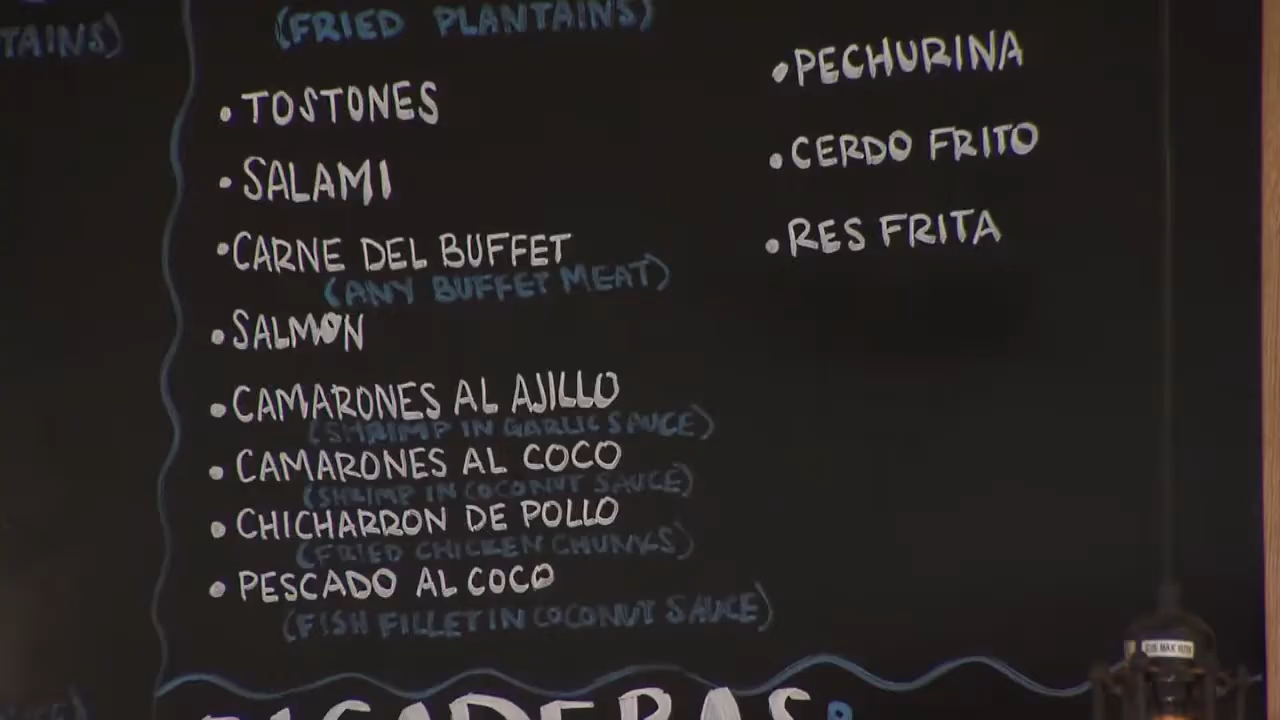 TAINS)
(FRIED PLANTAINS)
• TOSTONES
• SALAMI
• CARNE DEL BUFFET
(ANY BUFFET MEAT)
• SALMON
• CAMARONES AL AJILLO
(SHRIMP IN GARLIC SAUCE)
• CAMARONES AL COCO
(SHRIMP IN COCONUT SAUCE)
• CHICHARRON DE POLLO
(FRIED CHICKEN CHUNKS)
• PESCADO AL COCO
(FISH FILLET IN COCONUT SAUCE)
• PECHURINA
• CERDO FRITO
• RES FRITA